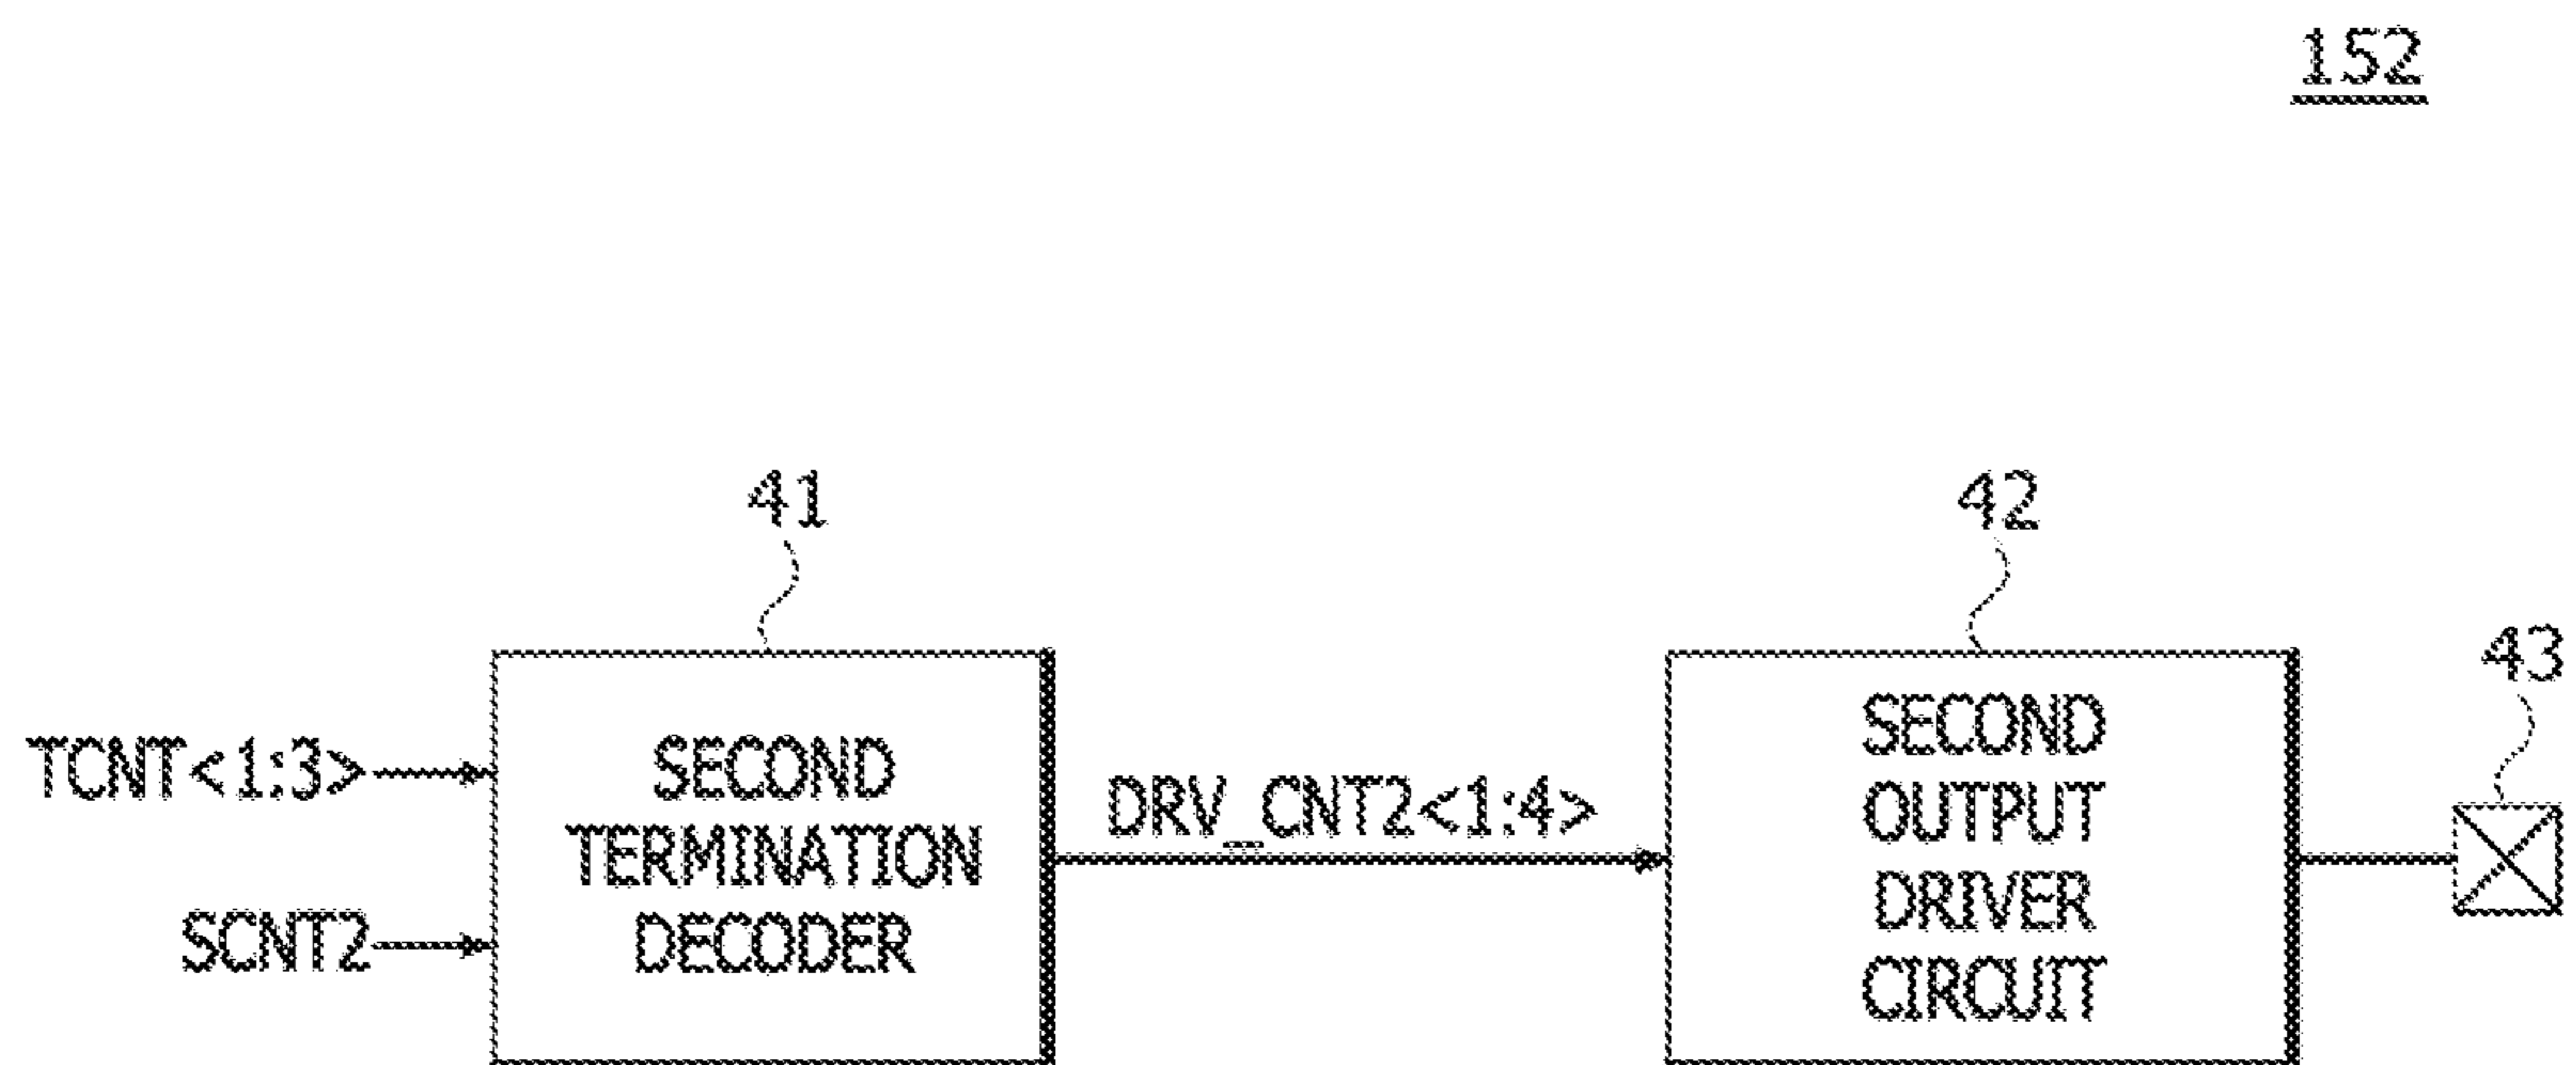 152
41
42
43
TCNT<1:3>
SCNT2
SECOND
TERMINATION
DECODER
DRV_CNT2<1:4>
SECOND
OUTPUT
DRIVER
CIRCUIT